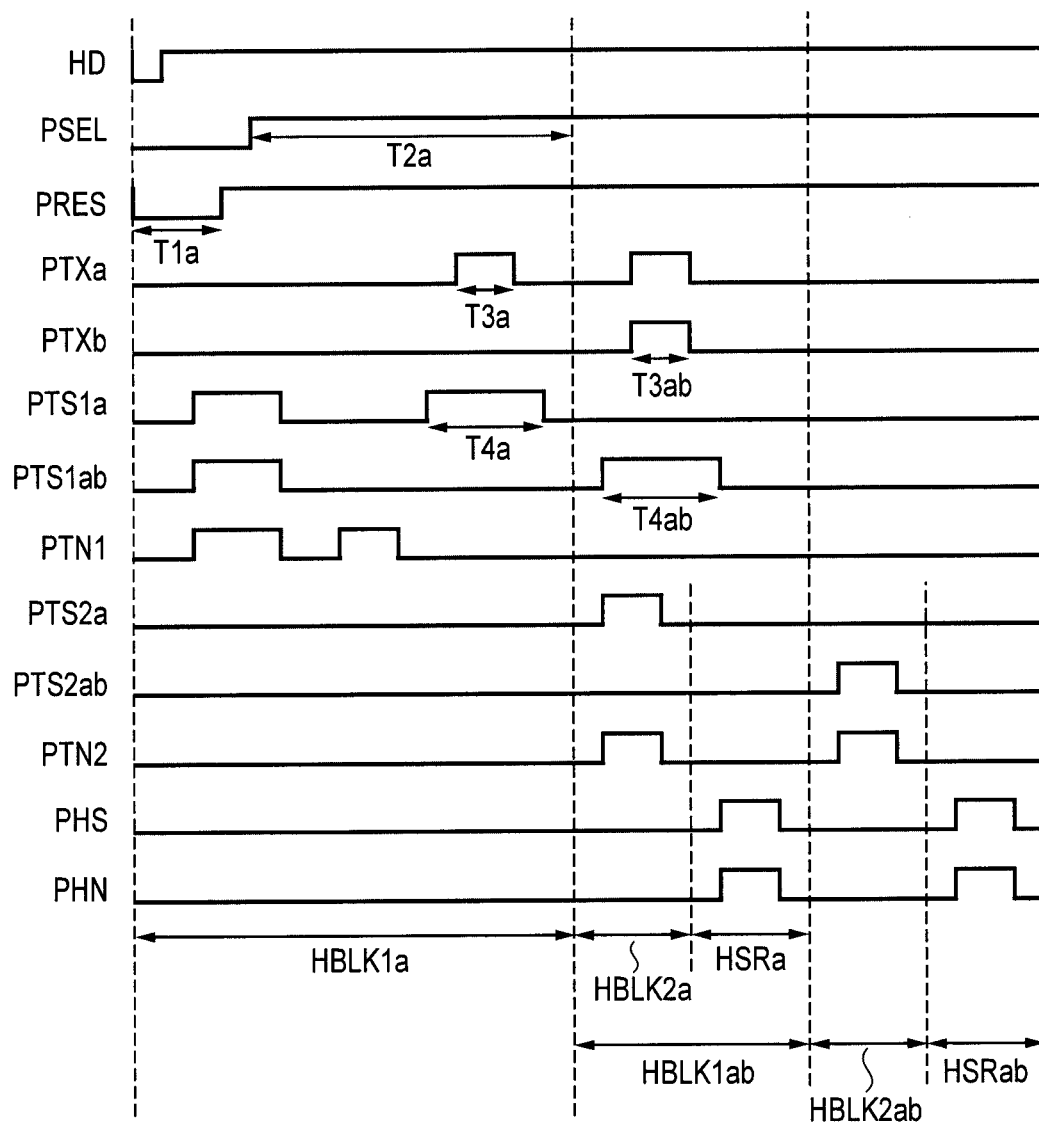 HD
PSEL
T2a
PRES
T1a
PTXa
T3a
PTXb
T3ab
PTS1a
T4a
PTS1ab
T4ab
PTN1
PTS2a
PTS2ab
PTN2
PHS
PHN
HBLK1a
HBLK2a
HSRa
HBLK1ab
HBLK2ab
HSRab